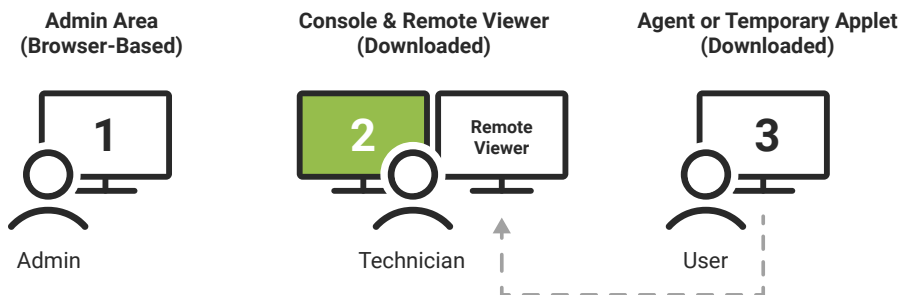 Admin Area
(Browser-Based)
Console & Remote Viewer
(Downloaded)
Agent or Temporary Applet
(Downloaded)
1
2
Remote
Viewer
3
Admin
Technician
User